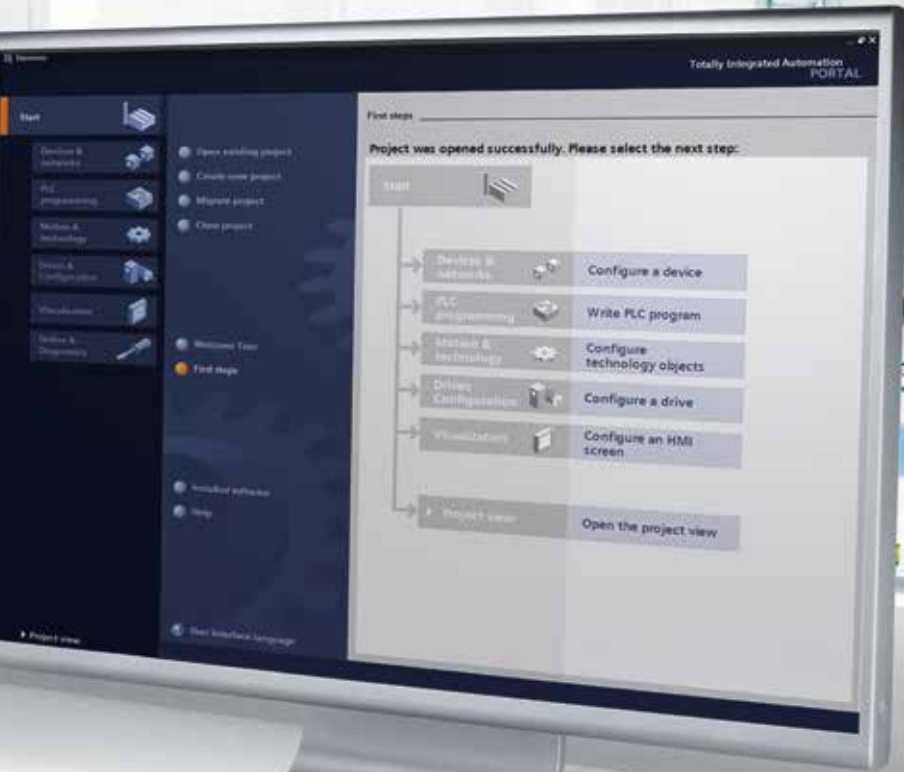 Totally Integrated Automation
PORTAL
Start
Devices &
networks
PLC
programming
Motion &
technology
Drives &
Configuration
Visualization
Online &
Diagnostics
Project view
Open existing project
Create new project
Migrate project
Close project
Welcome Tour
First steps
Installed software
Help
User interface language
First steps
Project was opened successfully. Please select the next step:
Start
Devices &
networks
Configure a device
PLC
programming
Write PLC program
Motion &
technology
Configure
technology objects
Drives
Configuration
Configure a drive
Visualization
Configure an HMI
screen
Project view
Open the project view